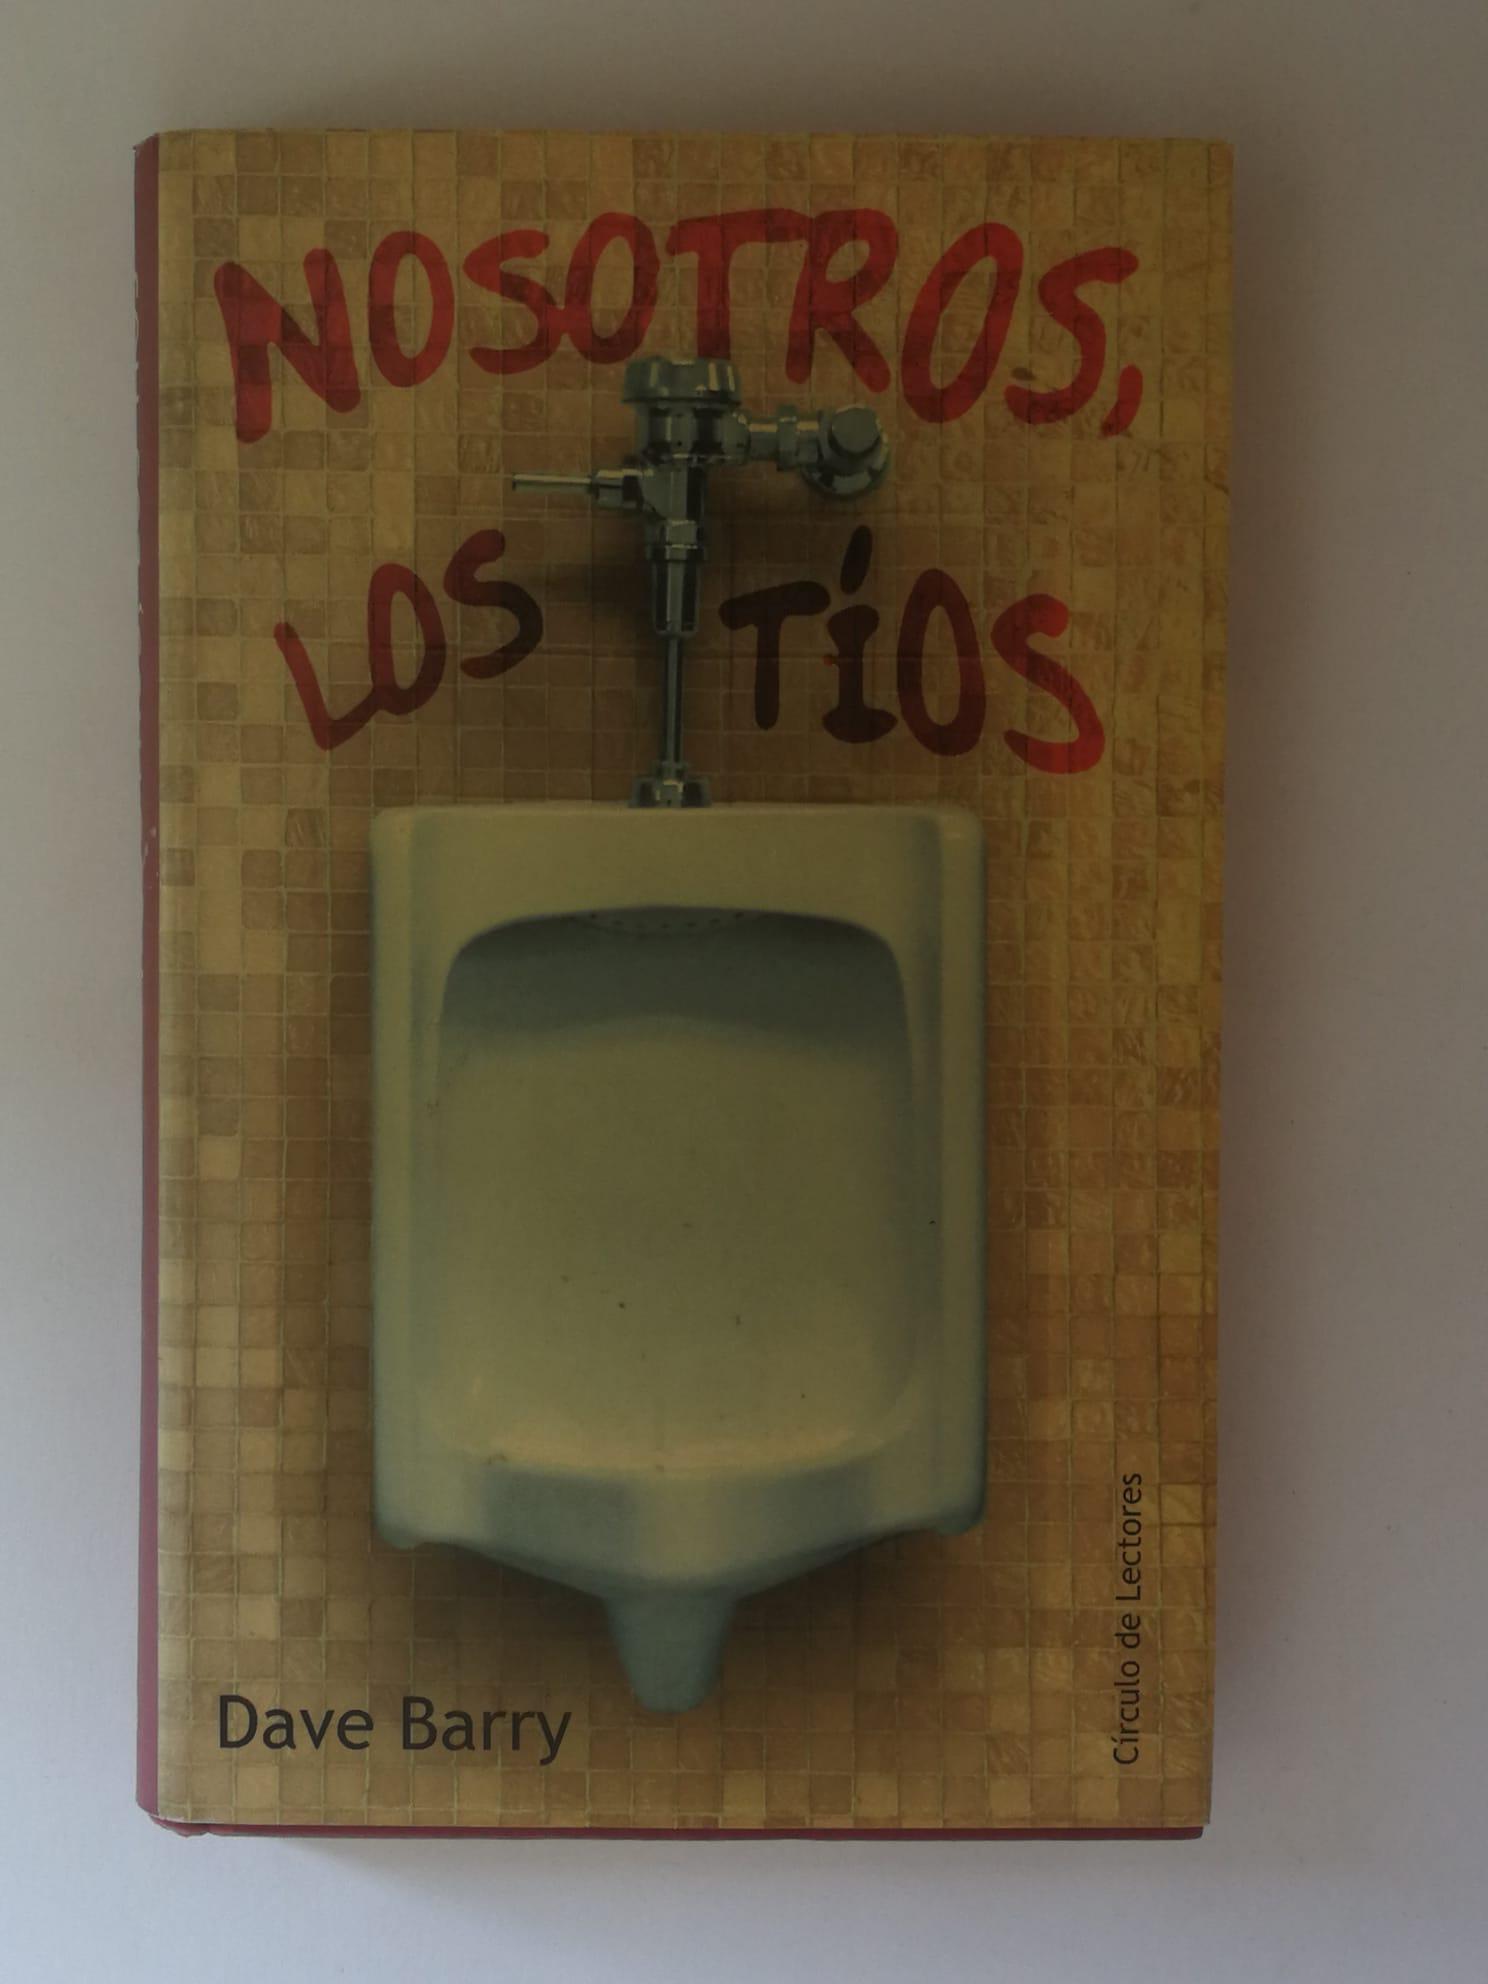 NOSOTROS,
LOS TÍOS
Dave Barry
Círculo de Lectores